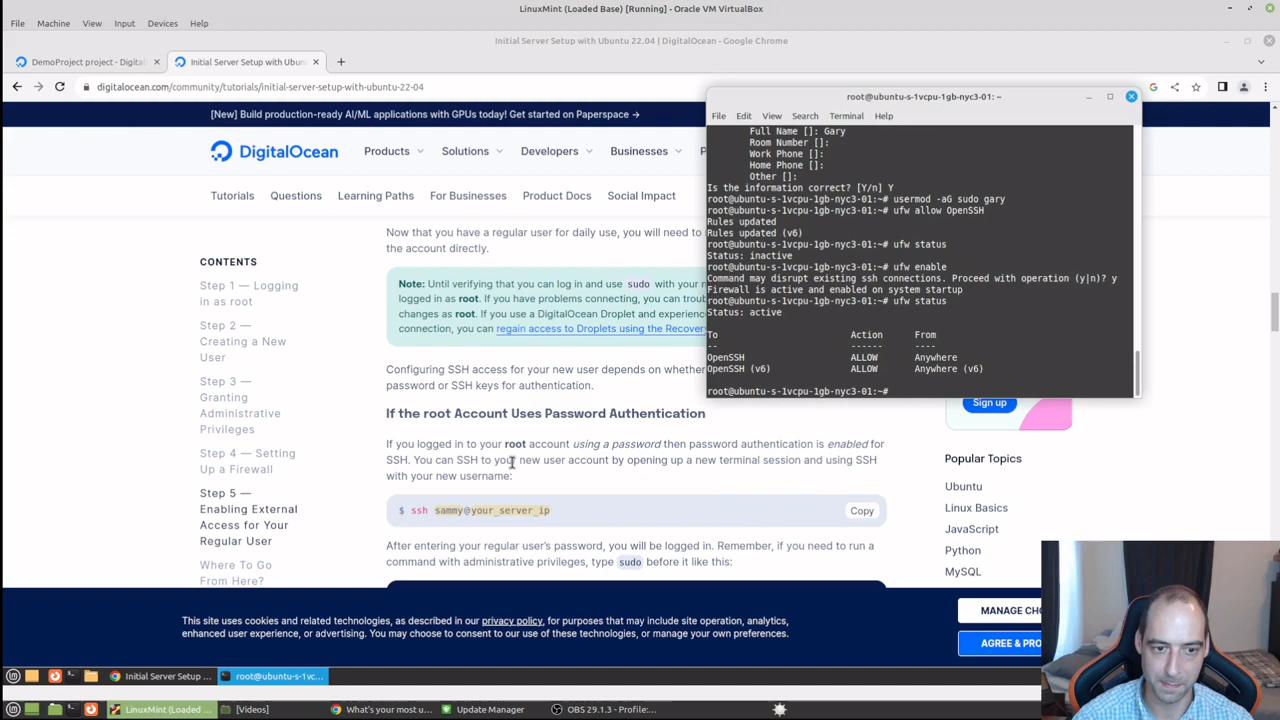 LinuxMint (Loaded Base) [Running] - Oracle VM VirtualBox
File Machine View Input Devices Help
Initial Server Setup with Ubuntu 22.04 | DigitalOcean - Google Chrome
DemoProject project - Digital
Initial Server Setup with Ubun
digitalocean.com/community/tutorials/initial-server-setup-with-ubuntu-22-04
[New] Build production-ready AI/ML applications with GPUs today! Get started on Paperspace →
DigitalOcean
Products Solutions Developers Businesses
Tutorials Questions Learning Paths For Businesses Product Docs Social Impact
CONTENTS
Step 1 — Logging
in as root
Step 2 —
Creating a New
User
Step 3 —
Granting
Administrative
Privileges
Step 4 — Setting
Up a Firewall
Step 5 —
Enabling External
Access for Your
Regular User
Where To Go
From Here?
Now that you have a regular user for daily use, you will need to
the account directly.
Note: Until verifying that you can log in and use sudo with your
logged in as root. If you have problems connecting, you can trou
changes as root. If you use a DigitalOcean Droplet and experienc
connection, you can regain access to Droplets using the Recovery
Configuring SSH access for your new user depends on whether
password or SSH keys for authentication.
If the root Account Uses Password Authentication
If you logged in to your root account using a password then password authentication is enabled for
SSH. You can SSH to your new user account by opening up a new terminal session and using SSH
with your new username:
$ ssh sammy@your_server_ip
Copy
After entering your regular user's password, you will be logged in. Remember, if you need to run a
command with administrative privileges, type sudo before it like this:
root@ubuntu-s-1vcpu-1gb-nyc3-01: ~
File Edit View Search Terminal Help
Full Name []: Gary
Room Number []:
Work Phone []:
Home Phone []:
Other []:
Is the information correct? [Y/n] Y
root@ubuntu-s-1vcpu-1gb-nyc3-01:~# usermod -aG sudo gary
root@ubuntu-s-1vcpu-1gb-nyc3-01:~# ufw allow OpenSSH
Rules updated
Rules updated (v6)
root@ubuntu-s-1vcpu-1gb-nyc3-01:~# ufw status
Status: inactive
root@ubuntu-s-1vcpu-1gb-nyc3-01:~# ufw enable
Command may disrupt existing ssh connections. Proceed with operation (y|n)? y
Firewall is active and enabled on system startup
root@ubuntu-s-1vcpu-1gb-nyc3-01:~# ufw status
Status: active
To Action From
-- ------ ----
OpenSSH ALLOW Anywhere
OpenSSH (v6) ALLOW Anywhere (v6)
root@ubuntu-s-1vcpu-1gb-nyc3-01:~#
Sign up
Popular Topics
Ubuntu
Linux Basics
JavaScript
Python
MySQL
This site uses cookies and related technologies, as described in our privacy policy, for purposes that may include site operation, analytics,
enhanced user experience, or advertising. You may choose to consent to our use of these technologies, or manage your own preferences.
MANAGE CHO
AGREE & PRO
Initial Server Setup ...
root@ubuntu-s-1vc...
LinuxMint (Loaded ...
[Videos]
What's your most u...
Update Manager
OBS 29.1.3 - Profile:...